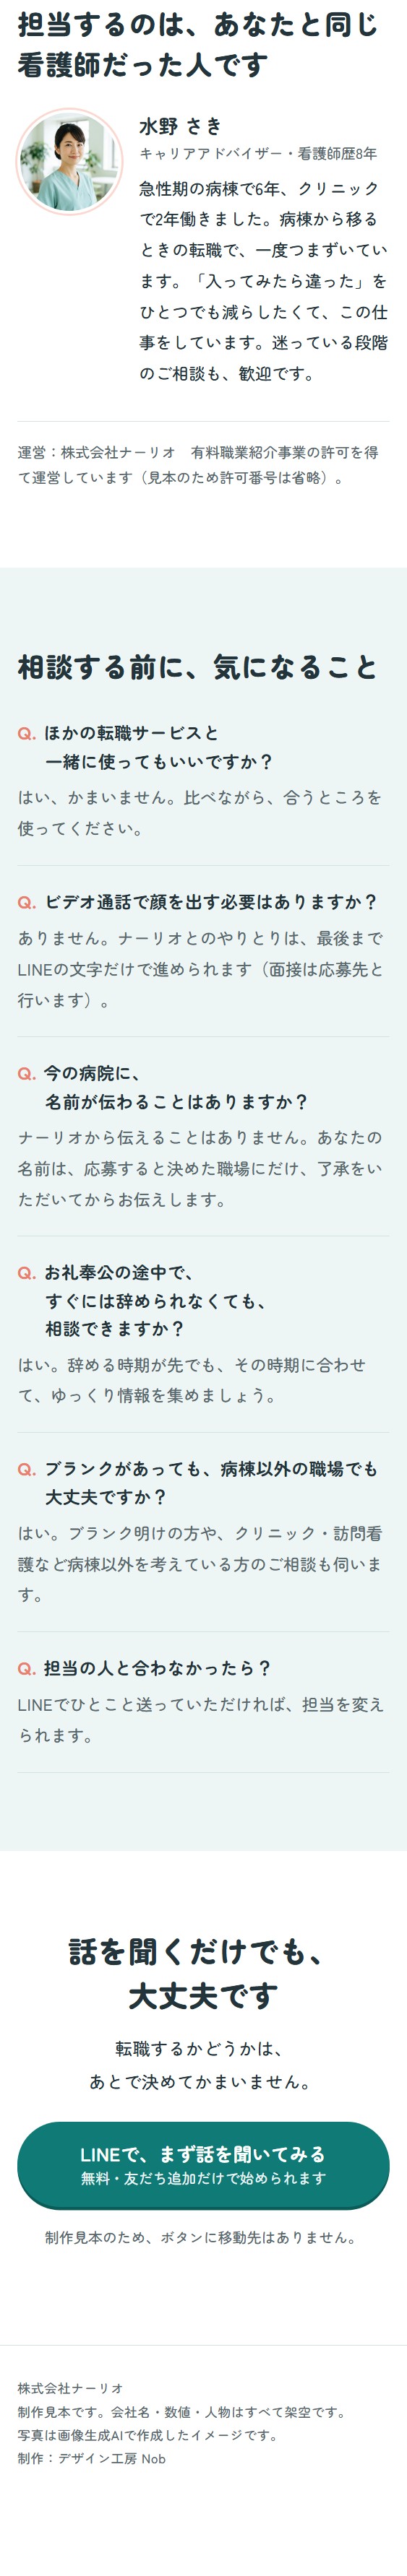 担当するのは、あなたと同じ
看護師だった人です
水野 さき
キャリアアドバイザー・看護師歴8年
急性期の病棟で6年、クリニック
で2年働きました。病棟から移る
ときの転職で、一度つまずいてい
ます。「入ってみたら違った」を
ひとつでも減らしたくて、この仕
事をしています。迷っている段階
のご相談も、歓迎です。
運営：株式会社ナーリオ　有料職業紹介事業の許可を得
て運営しています（見本のため許可番号は省略）。
相談する前に、気になること
Q. ほかの転職サービスと
一緒に使ってもいいですか？
はい、かまいません。比べながら、合うところを
使ってください。
Q. ビデオ通話で顔を出す必要はありますか？
ありません。ナーリオとのやりとりは、最後まで
LINEの文字だけで進められます（面接は応募先と
行います）。
Q. 今の病院に、
名前が伝わることはありますか？
ナーリオから伝えることはありません。あなたの
名前は、応募すると決めた職場にだけ、了承をい
ただいてからお伝えします。
Q. お礼奉公の途中で、
すぐには辞められなくても、
相談できますか？
はい。辞める時期が先でも、その時期に合わせ
て、ゆっくり情報を集めましょう。
Q. ブランクがあっても、病棟以外の職場でも
大丈夫ですか？
はい。ブランク明けの方や、クリニック・訪問看
護など病棟以外を考えている方のご相談も伺いま
す。
Q. 担当の人と合わなかったら？
LINEでひとこと送っていただければ、担当を変え
られます。
話を聞くだけでも、
大丈夫です
転職するかどうかは、
あとで決めてかまいません。
LINEで、まず話を聞いてみる
無料・友だち追加だけで始められます
制作見本のため、ボタンに移動先はありません。
株式会社ナーリオ
制作見本です。会社名・数値・人物はすべて架空です。
写真は画像生成AIで作成したイメージです。
制作：デザイン工房 Nob